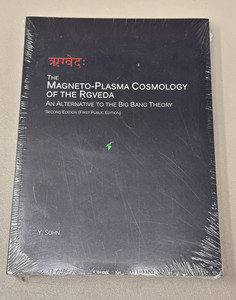 ऋग्वेदः
THE
MAGNETO-PLASMA COSMOLOGY
OF THE RGVEDA
AN ALTERNATIVE TO THE BIG BANG THEORY
SECOND EDITION (FIRST PUBLIC EDITION)
Y. SOHN